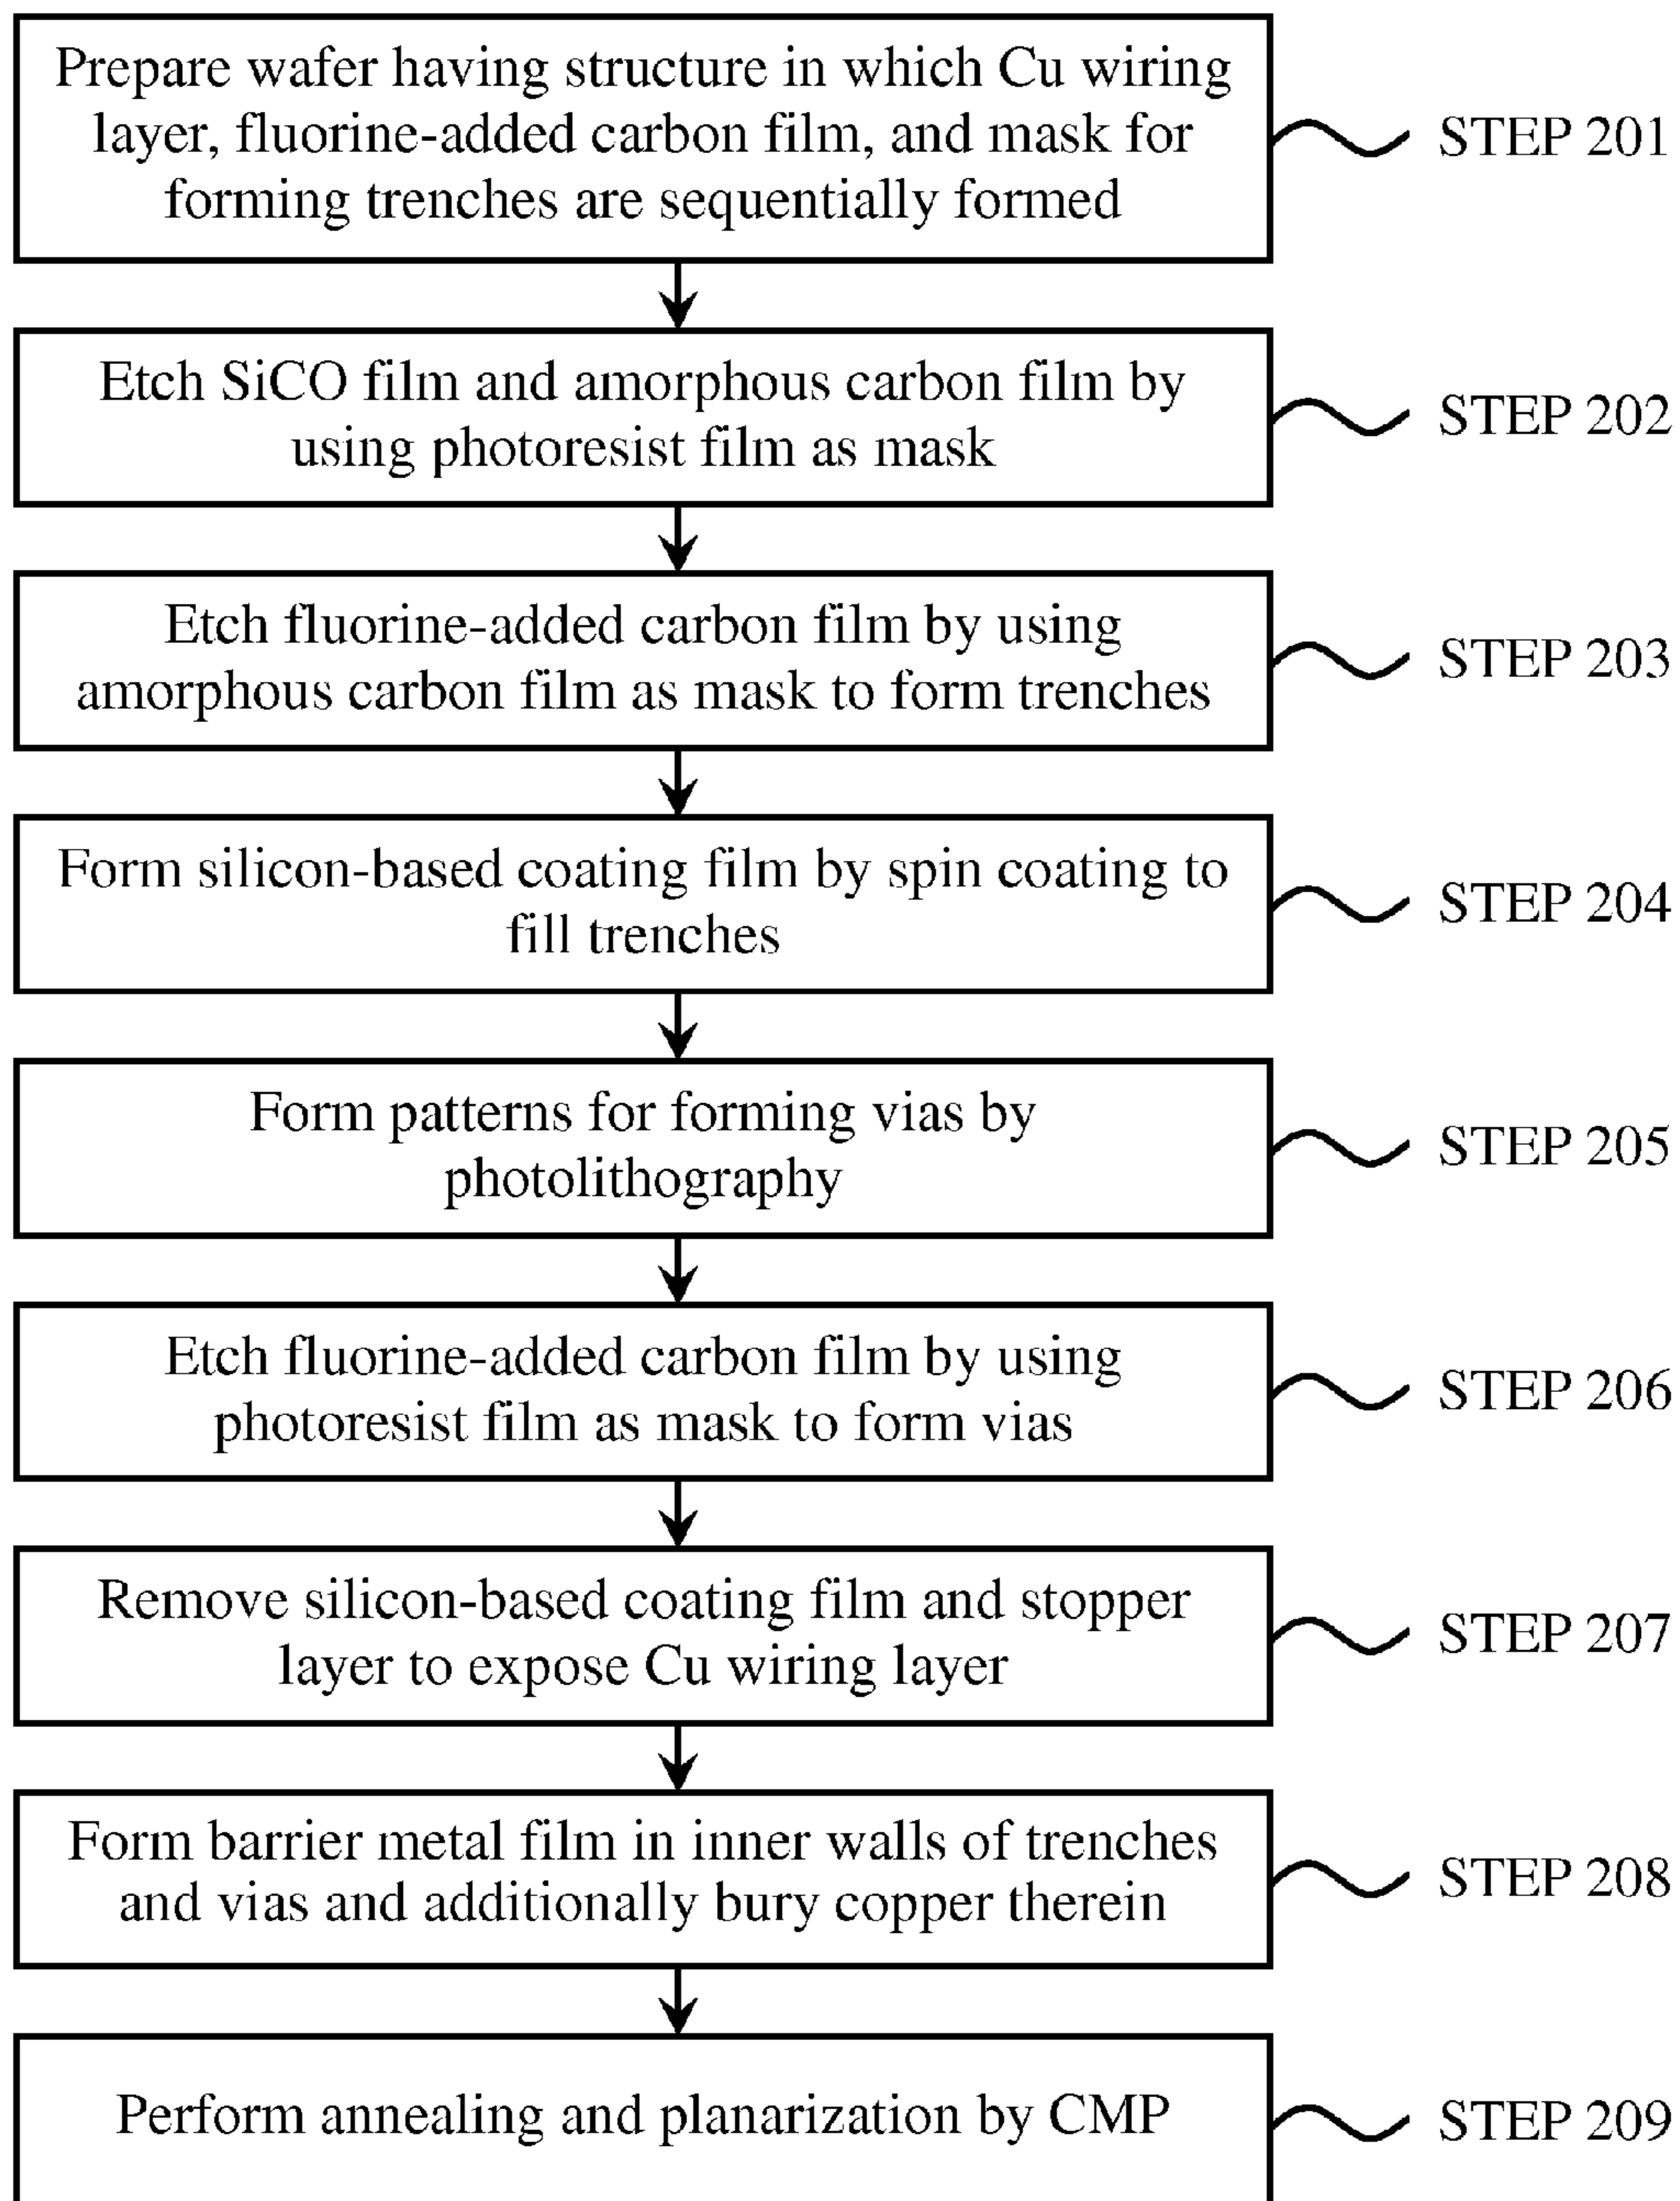 Prepare wafer having structure in which Cu wiring
layer, fluorine-added carbon film, and mask for
forming trenches are sequentially formed
STEP 201
Etch SiCO film and amorphous carbon film by
using photoresist film as mask
STEP 202
Etch fluorine-added carbon film by using
amorphous carbon film as mask to form trenches
STEP 203
Form silicon-based coating film by spin coating to
fill trenches
STEP 204
Form patterns for forming vias by
photolithography
STEP 205
Etch fluorine-added carbon film by using
photoresist film as mask to form vias
STEP 206
Remove silicon-based coating film and stopper
layer to expose Cu wiring layer
STEP 207
Form barrier metal film in inner walls of trenches
and vias and additionally bury copper therein
STEP 208
Perform annealing and planarization by CMP
STEP 209